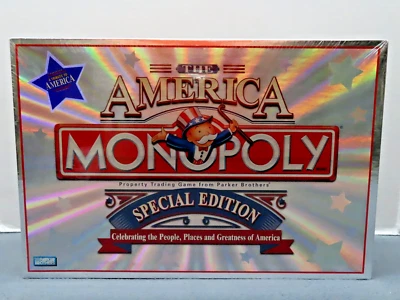 THE
AMERICA
AMERICA
MONOPOLY
Property Trading Game from Parker Brothers
SPECIAL EDITION
Celebrating the People, Places and Greatness of America